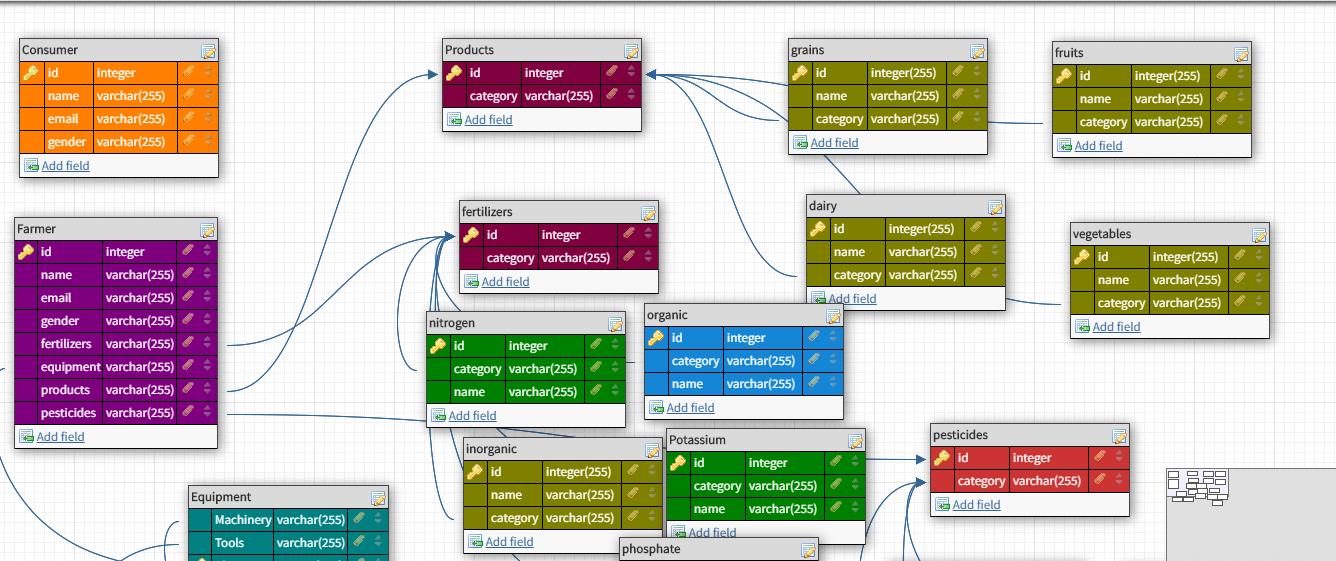 Consumer
id integer
name varchar(255)
email varchar(255)
gender varchar(255)
Add field
Products
id integer
category varchar(255)
Add field
grains
id integer(255)
name varchar(255)
category varchar(255)
Add field
fruits
id integer(255)
name varchar(255)
category varchar(255)
Add field
Farmer
id integer
name varchar(255)
email varchar(255)
gender varchar(255)
fertilizers varchar(255)
equipment varchar(255)
products varchar(255)
pesticides varchar(255)
Add field
fertilizers
id integer
category varchar(255)
Add field
dairy
id integer(255)
name varchar(255)
category varchar(255)
Add field
vegetables
id integer(255)
name varchar(255)
category varchar(255)
Add field
nitrogen
id integer
category varchar(255)
name varchar(255)
Add field
organic
id integer
category varchar(255)
name varchar(255)
Add field
inorganic
id integer(255)
name varchar(255)
category varchar(255)
Add field
Potassium
id integer
category varchar(255)
name varchar(255)
Add field
pesticides
id integer
category varchar(255)
Add field
Equipment
Machinery varchar(255)
Tools varchar(255)
phosphate